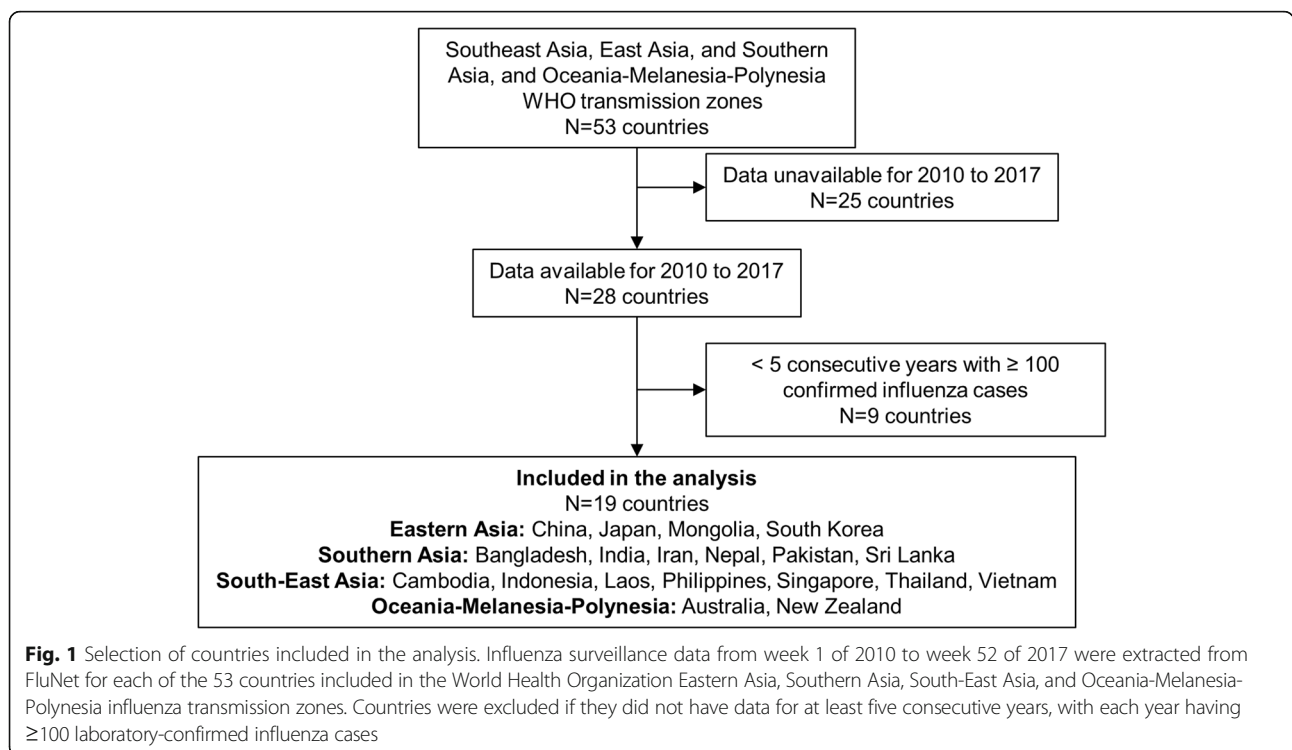 Southeast Asia, East Asia, and Southern
Asia, and Oceania-Melanesia-Polynesia
WHO transmission zones
N=53 countries
Data unavailable for 2010 to 2017
N=25 countries
Data available for 2010 to 2017
N=28 countries
< 5 consecutive years with ≥ 100
confirmed influenza cases
N=9 countries
Included in the analysis
N=19 countries
Eastern Asia: China, Japan, Mongolia, South Korea
Southern Asia: Bangladesh, India, Iran, Nepal, Pakistan, Sri Lanka
South-East Asia: Cambodia, Indonesia, Laos, Philippines, Singapore, Thailand, Vietnam
Oceania-Melanesia-Polynesia: Australia, New Zealand
Fig. 1 Selection of countries included in the analysis. Influenza surveillance data from week 1 of 2010 to week 52 of 2017 were extracted from
FluNet for each of the 53 countries included in the World Health Organization Eastern Asia, Southern Asia, South-East Asia, and Oceania-Melanesia-
Polynesia influenza transmission zones. Countries were excluded if they did not have data for at least five consecutive years, with each year having
≥100 laboratory-confirmed influenza cases